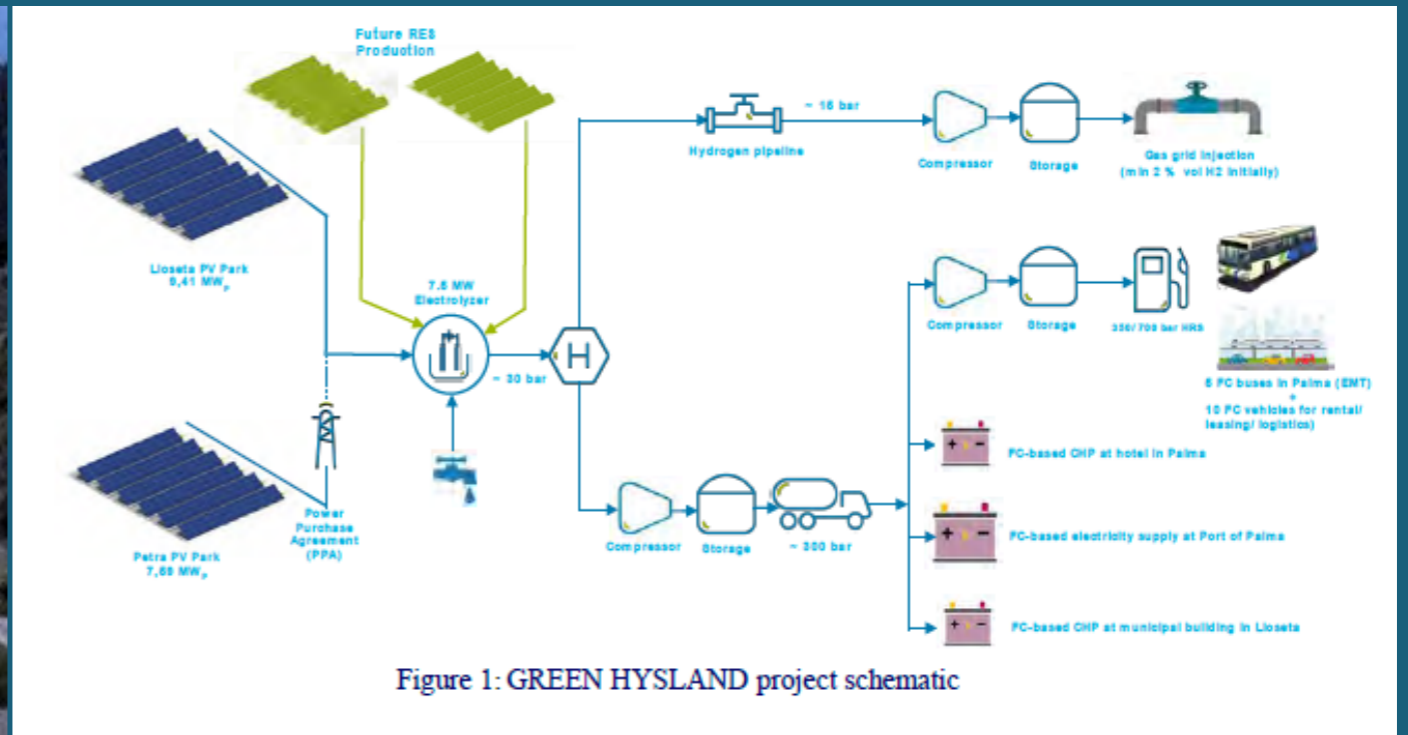 Future RES
Production
Lloseta PV Park
9,41 MWp
7.5 MW
Electrolyzer
~ 30 bar
Power
Purchase
Agreement
(PPA)
Petra PV Park
7,69 MWp
Hydrogen pipeline
~ 15 bar
Compressor
Storage
Gas grid injection
(min 2 % vol H2 initially)
Compressor
Storage
350/ 700 bar HRS
5 FC buses in Palma (EMT)
+
10 FC vehicles for rental/
leasing/ logistics)
H
Compressor
Storage
~ 300 bar
FC-based CHP at hotel in Palma
FC-based electricity supply at Port of Palma
FC-based CHP at municipal building in Lloseta
Figure 1: GREEN HYSLAND project schematic